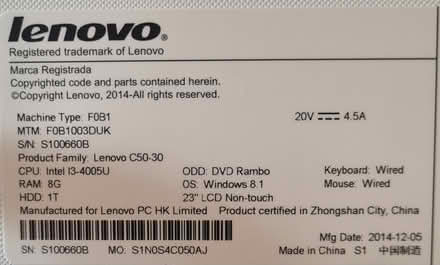 lenovo®
Registered trademark of Lenovo
Marca Registrada
Copyrighted code and parts contained herein.
©Copyright Lenovo, 2014-All rights reserved.
Machine Type: F0B1 20V 4.5A
MTM: F0B1003DUK
S/N: S100660B
Product Family: Lenovo C50-30
CPU: Intel I3-4005U ODD: DVD Rambo Keyboard: Wired
RAM: 8G OS: Windows 8.1 Mouse: Wired
HDD: 1T 23" LCD Non-touch
Manufactured for Lenovo PC HK Limited Product certified in Zhongshan City, China
Mfg Date: 2014-12-05
SN: S100660B MO: S1N0S4C050AJ Made in China S1 中国制造